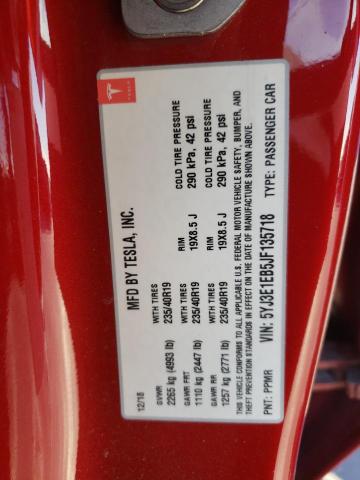 TESLA
MFD BY TESLA, INC.
12/18
GVWR WITH TIRES RIM COLD TIRE PRESSURE
2265 kg (4993 lb) 235/40R19 19X8.5 J 290 kPa, 42 psi
GAWR FRT WITH TIRES RIM COLD TIRE PRESSURE
1110 kg (2447 lb) 235/40R19 19X8.5 J 290 kPa, 42 psi
GAWR RR
1257 kg (2771 lb)
THIS VEHICLE CONFORMS TO ALL APPLICABLE U.S. FEDERAL MOTOR VEHICLE SAFETY, BUMPER, AND
THEFT PREVENTION STANDARDS IN EFFECT ON THE DATE OF MANUFACTURE SHOWN ABOVE.
VIN: 5YJ3E1EB5JF135718 TYPE: PASSENGER CAR
PNT: PPMR